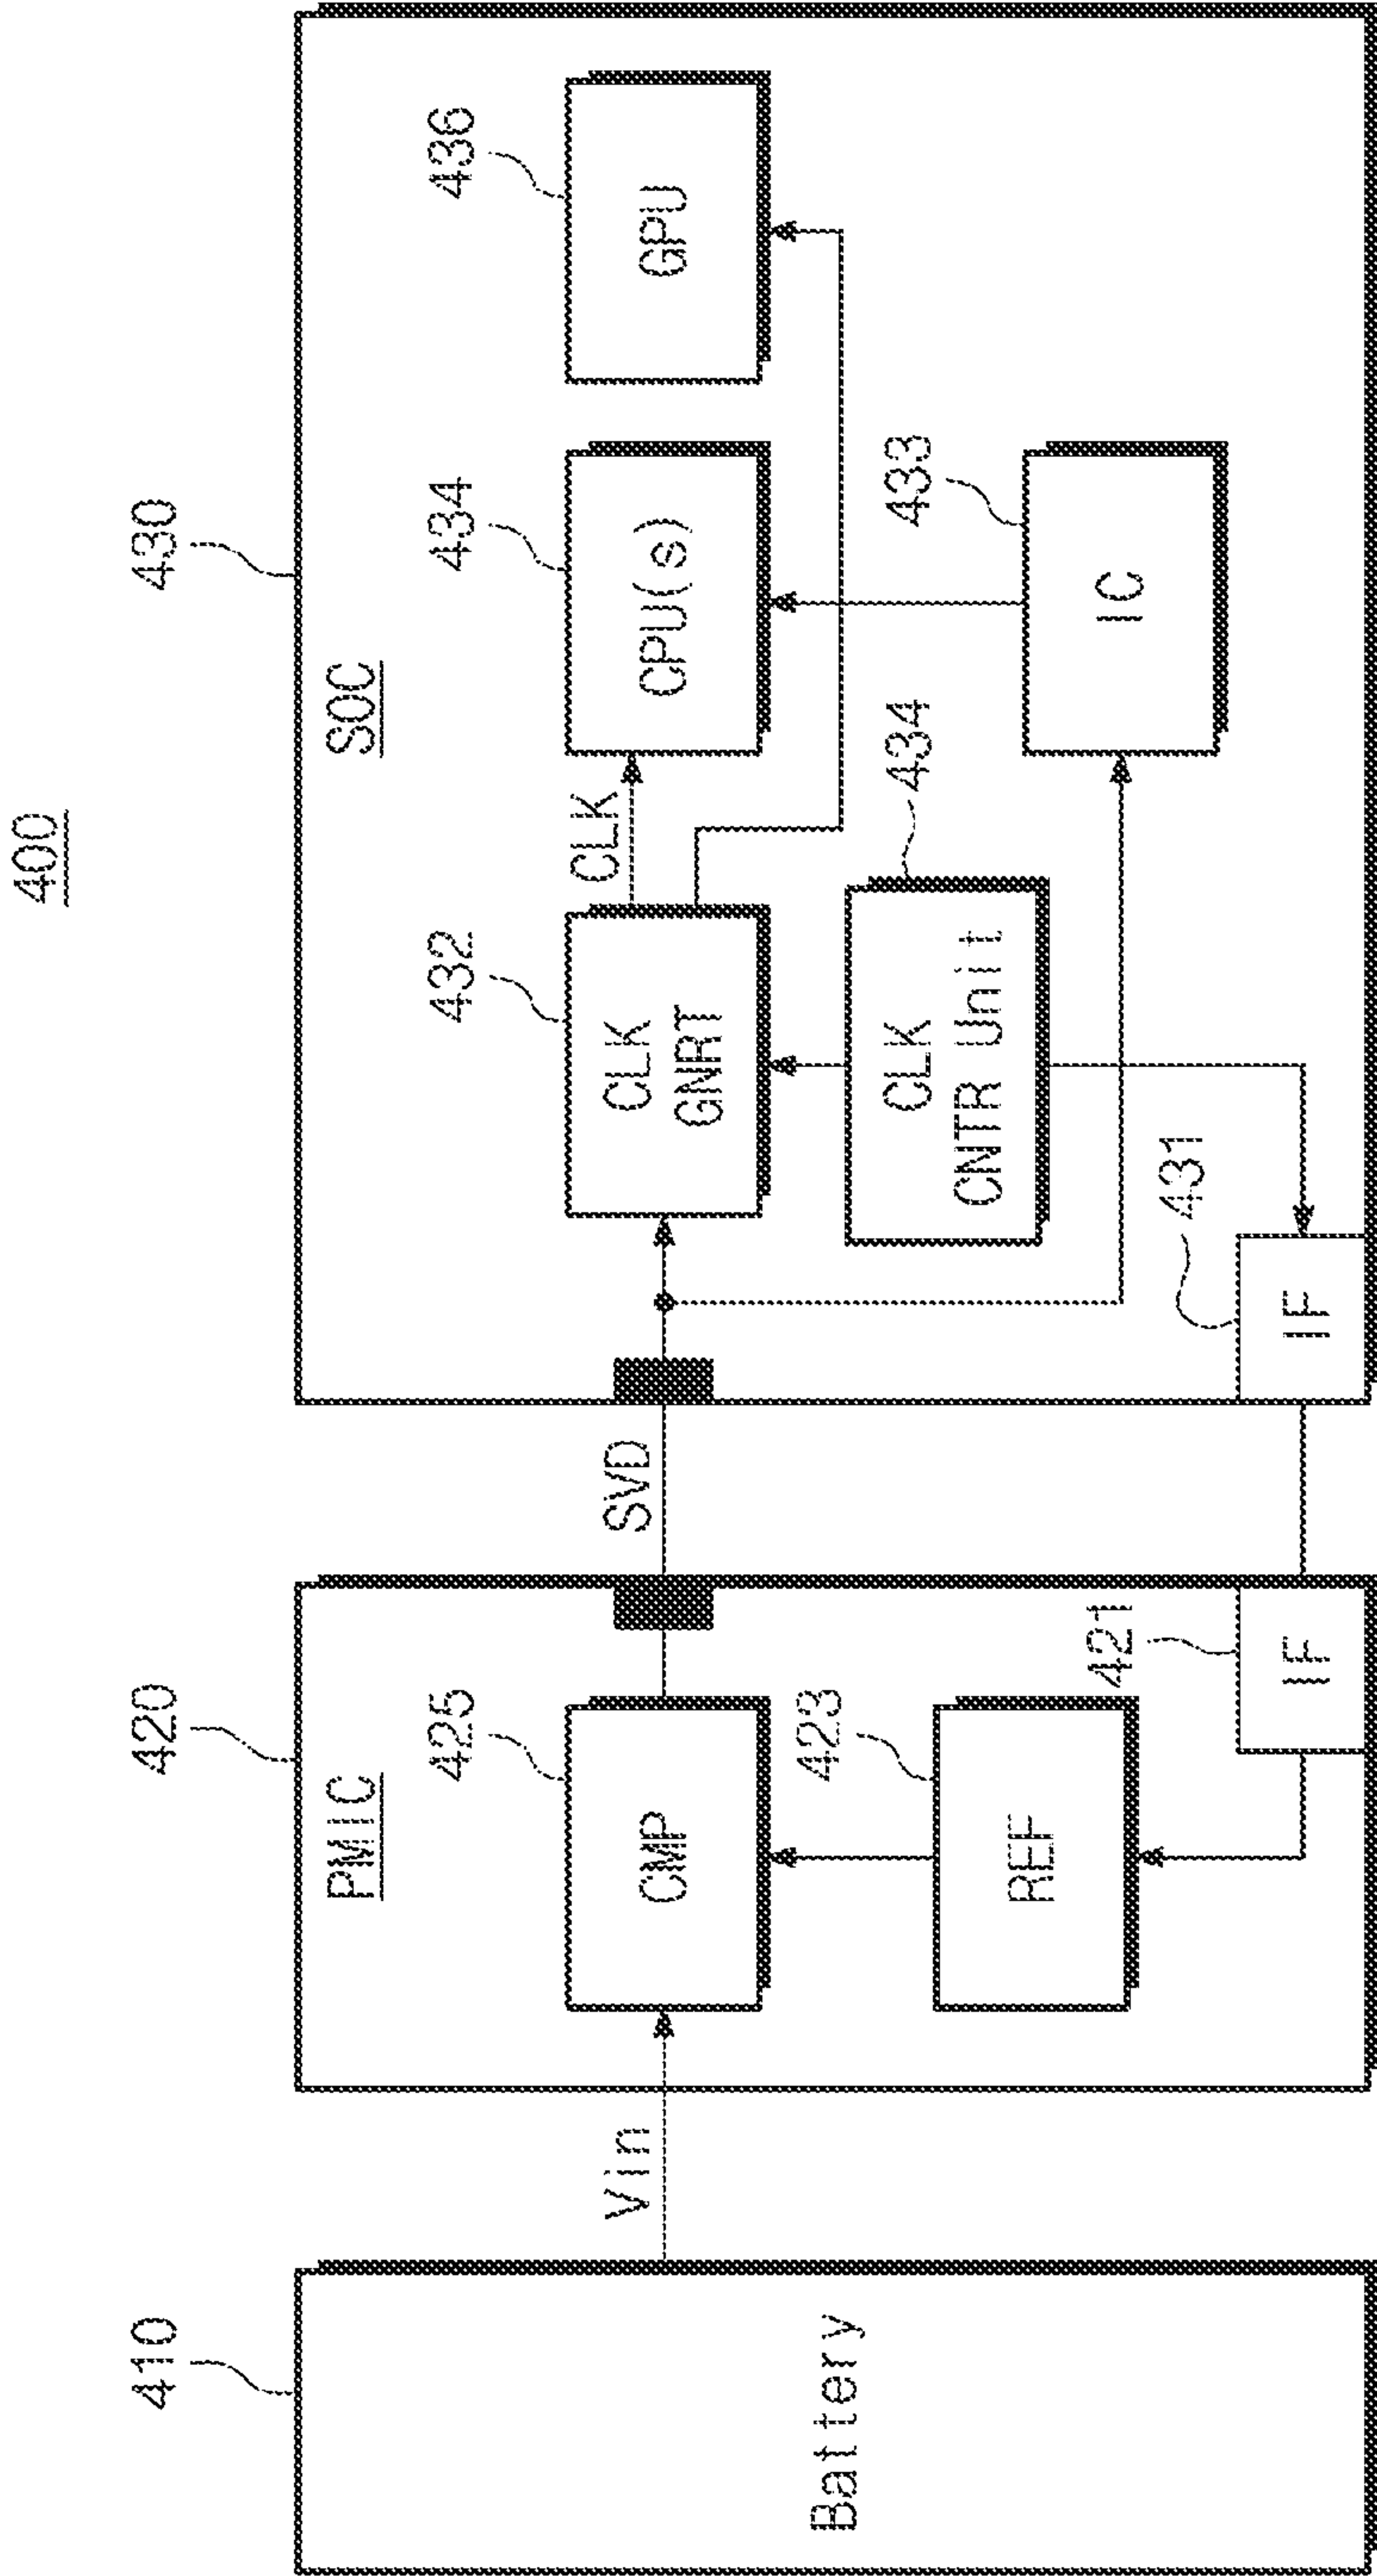 400
410
Battery
Vin
420
PMIC
425
CMP
423
REF
421
IF
SVD
430
SOC
432
CLK
GNRT
CLK
434
CPU(s)
436
GPU
434
CLK
CNTR Unit
433
IC
431
IF